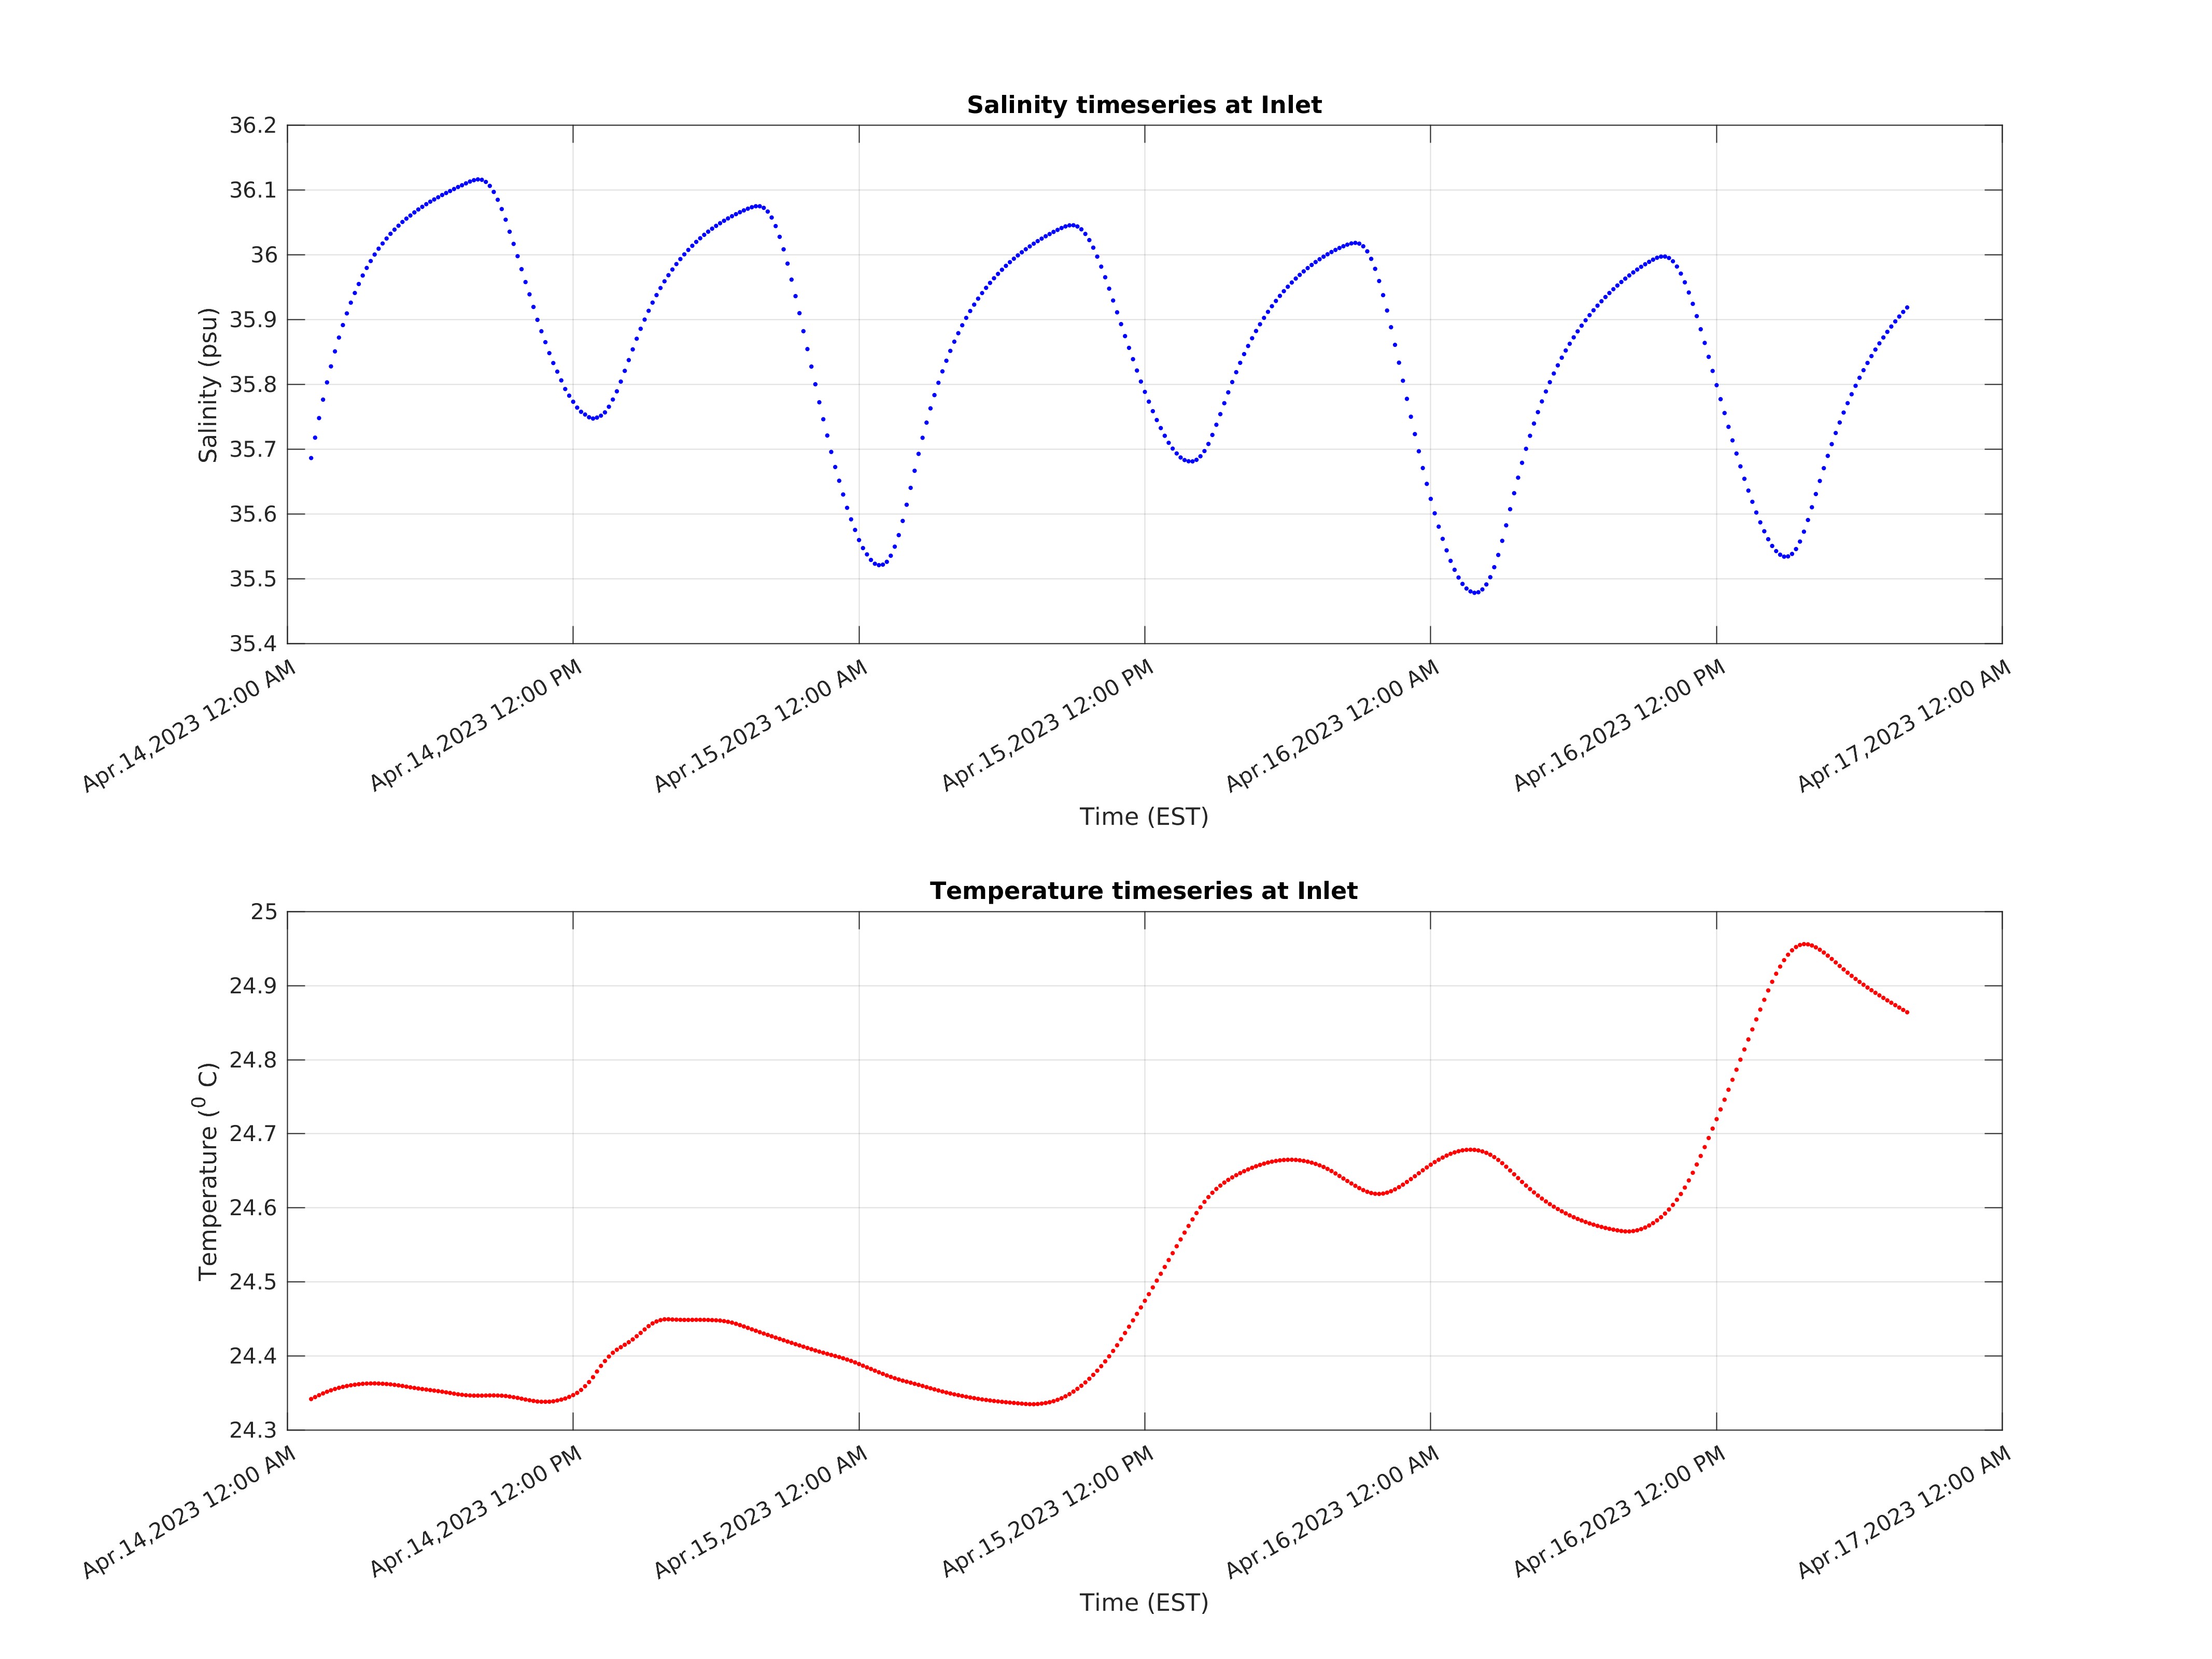 Salinity timeseries at Inlet
36.2
36.1
36
35.9
35.8
35.7
35.6
35.5
35.4
Salinity (psu)
Apr.14,2023 12:00 AM
Apr.14,2023 12:00 PM
Apr.15,2023 12:00 AM
Apr.15,2023 12:00 PM
Apr.16,2023 12:00 AM
Apr.16,2023 12:00 PM
Apr.17,2023 12:00 AM
Time (EST)
Temperature timeseries at Inlet
25
24.9
24.8
24.7
24.6
24.5
24.4
24.3
Temperature (⁰ C)
Apr.14,2023 12:00 AM
Apr.14,2023 12:00 PM
Apr.15,2023 12:00 AM
Apr.15,2023 12:00 PM
Apr.16,2023 12:00 AM
Apr.16,2023 12:00 PM
Apr.17,2023 12:00 AM
Time (EST)